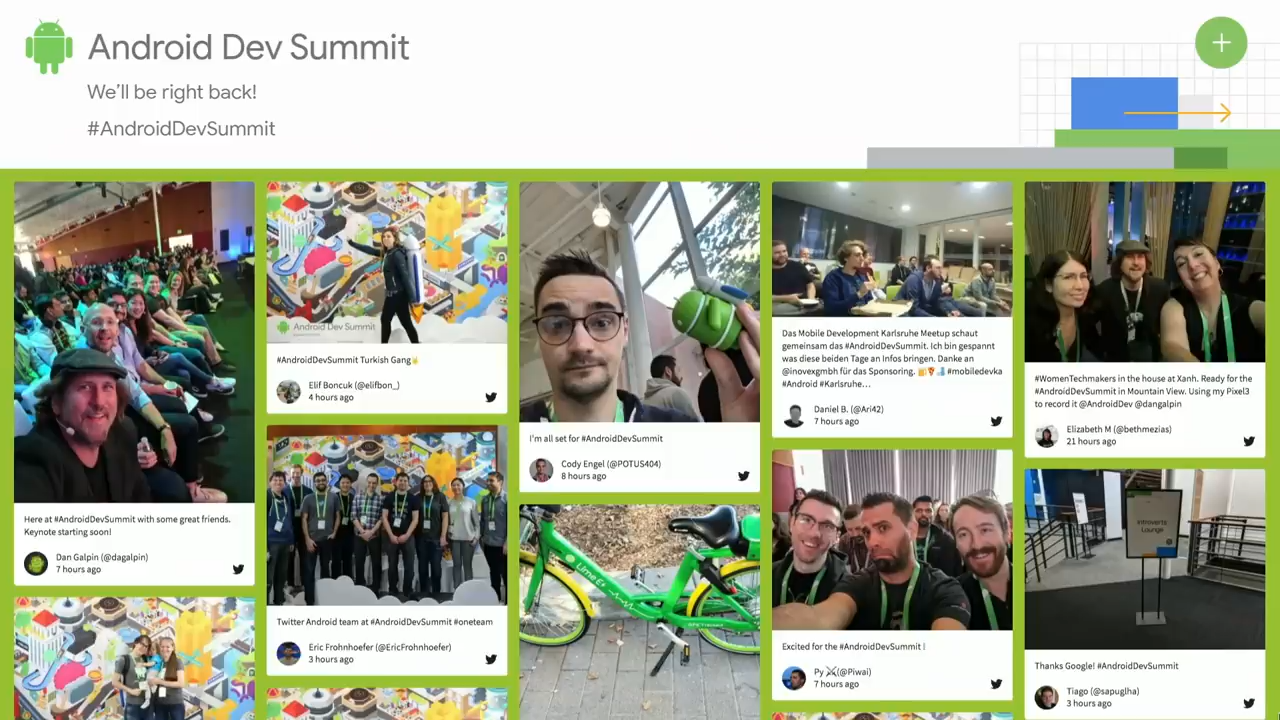 Android Dev Summit
We'll be right back!
#AndroidDevSummit
Here at #AndroidDevSummit with some great friends.
Keynote starting soon!
Dan Galpin (@dagalpin)
7 hours ago
Android Dev Summit
#AndroidDevSummit Turkish Gang
Elif Boncuk (@elifbon_)
4 hours ago
Twitter Android team at #AndroidDevSummit #oneteam
Eric Frohnhoefer (@EricFrohnhoefer)
3 hours ago
I'm all set for #AndroidDevSummit
Cody Engel (@POTUS404)
8 hours ago
Lime-E
Das Mobile Development Karlsruhe Meetup schaut
gemeinsam das #AndroidDevSummit. Ich bin gespannt
was diese beiden Tage an Infos bringen. Danke an
@inovexgmbh für das Sponsoring. 🍻🍕🏭 #mobiledevka
#Android #Karlsruhe…
Daniel B. (@Ari42)
7 hours ago
Excited for the #AndroidDevSummit !
Py ⚔(@Piwai)
7 hours ago
#WomenTechmakers in the house at Xanh. Ready for the
#AndroidDevSummit in Mountain View. Using my Pixel3
to record it @AndroidDev @dangalpin
Elizabeth M (@bethmezias)
21 hours ago
Introverts
Lounge
Thanks Google! #AndroidDevSummit
Tiago (@sapuglha)
3 hours ago